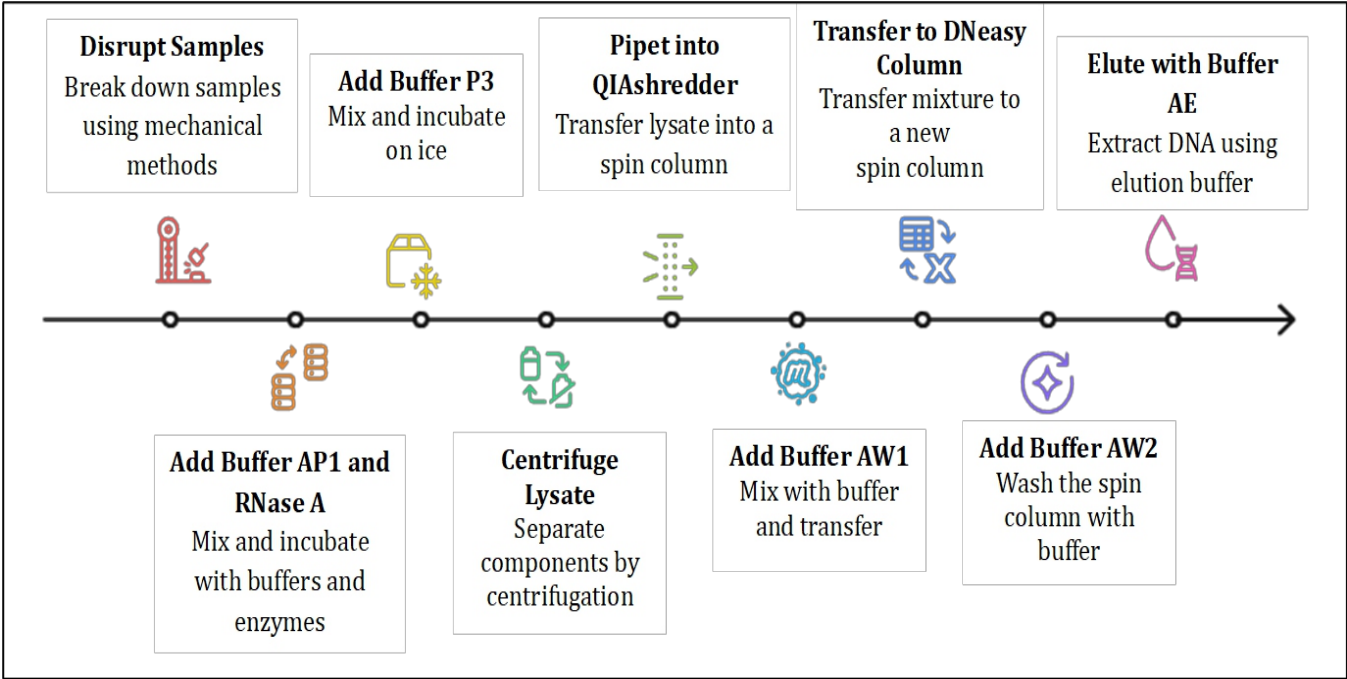 Disrupt Samples
Break down samples
using mechanical
methods
Add Buffer AP1 and
RNase A
Mix and incubate
with buffers and
enzymes
Add Buffer P3
Mix and incubate
on ice
Centrifuge
Lysate
Separate
components by
centrifugation
Pipet into
QIAshredder
Transfer lysate into a
spin column
Add Buffer AW1
Mix with buffer
and transfer
Transfer to DNeasy
Column
Transfer mixture to
a new
spin column
Add Buffer AW2
Wash the spin
column with
buffer
Elute with Buffer
AE
Extract DNA using
elution buffer